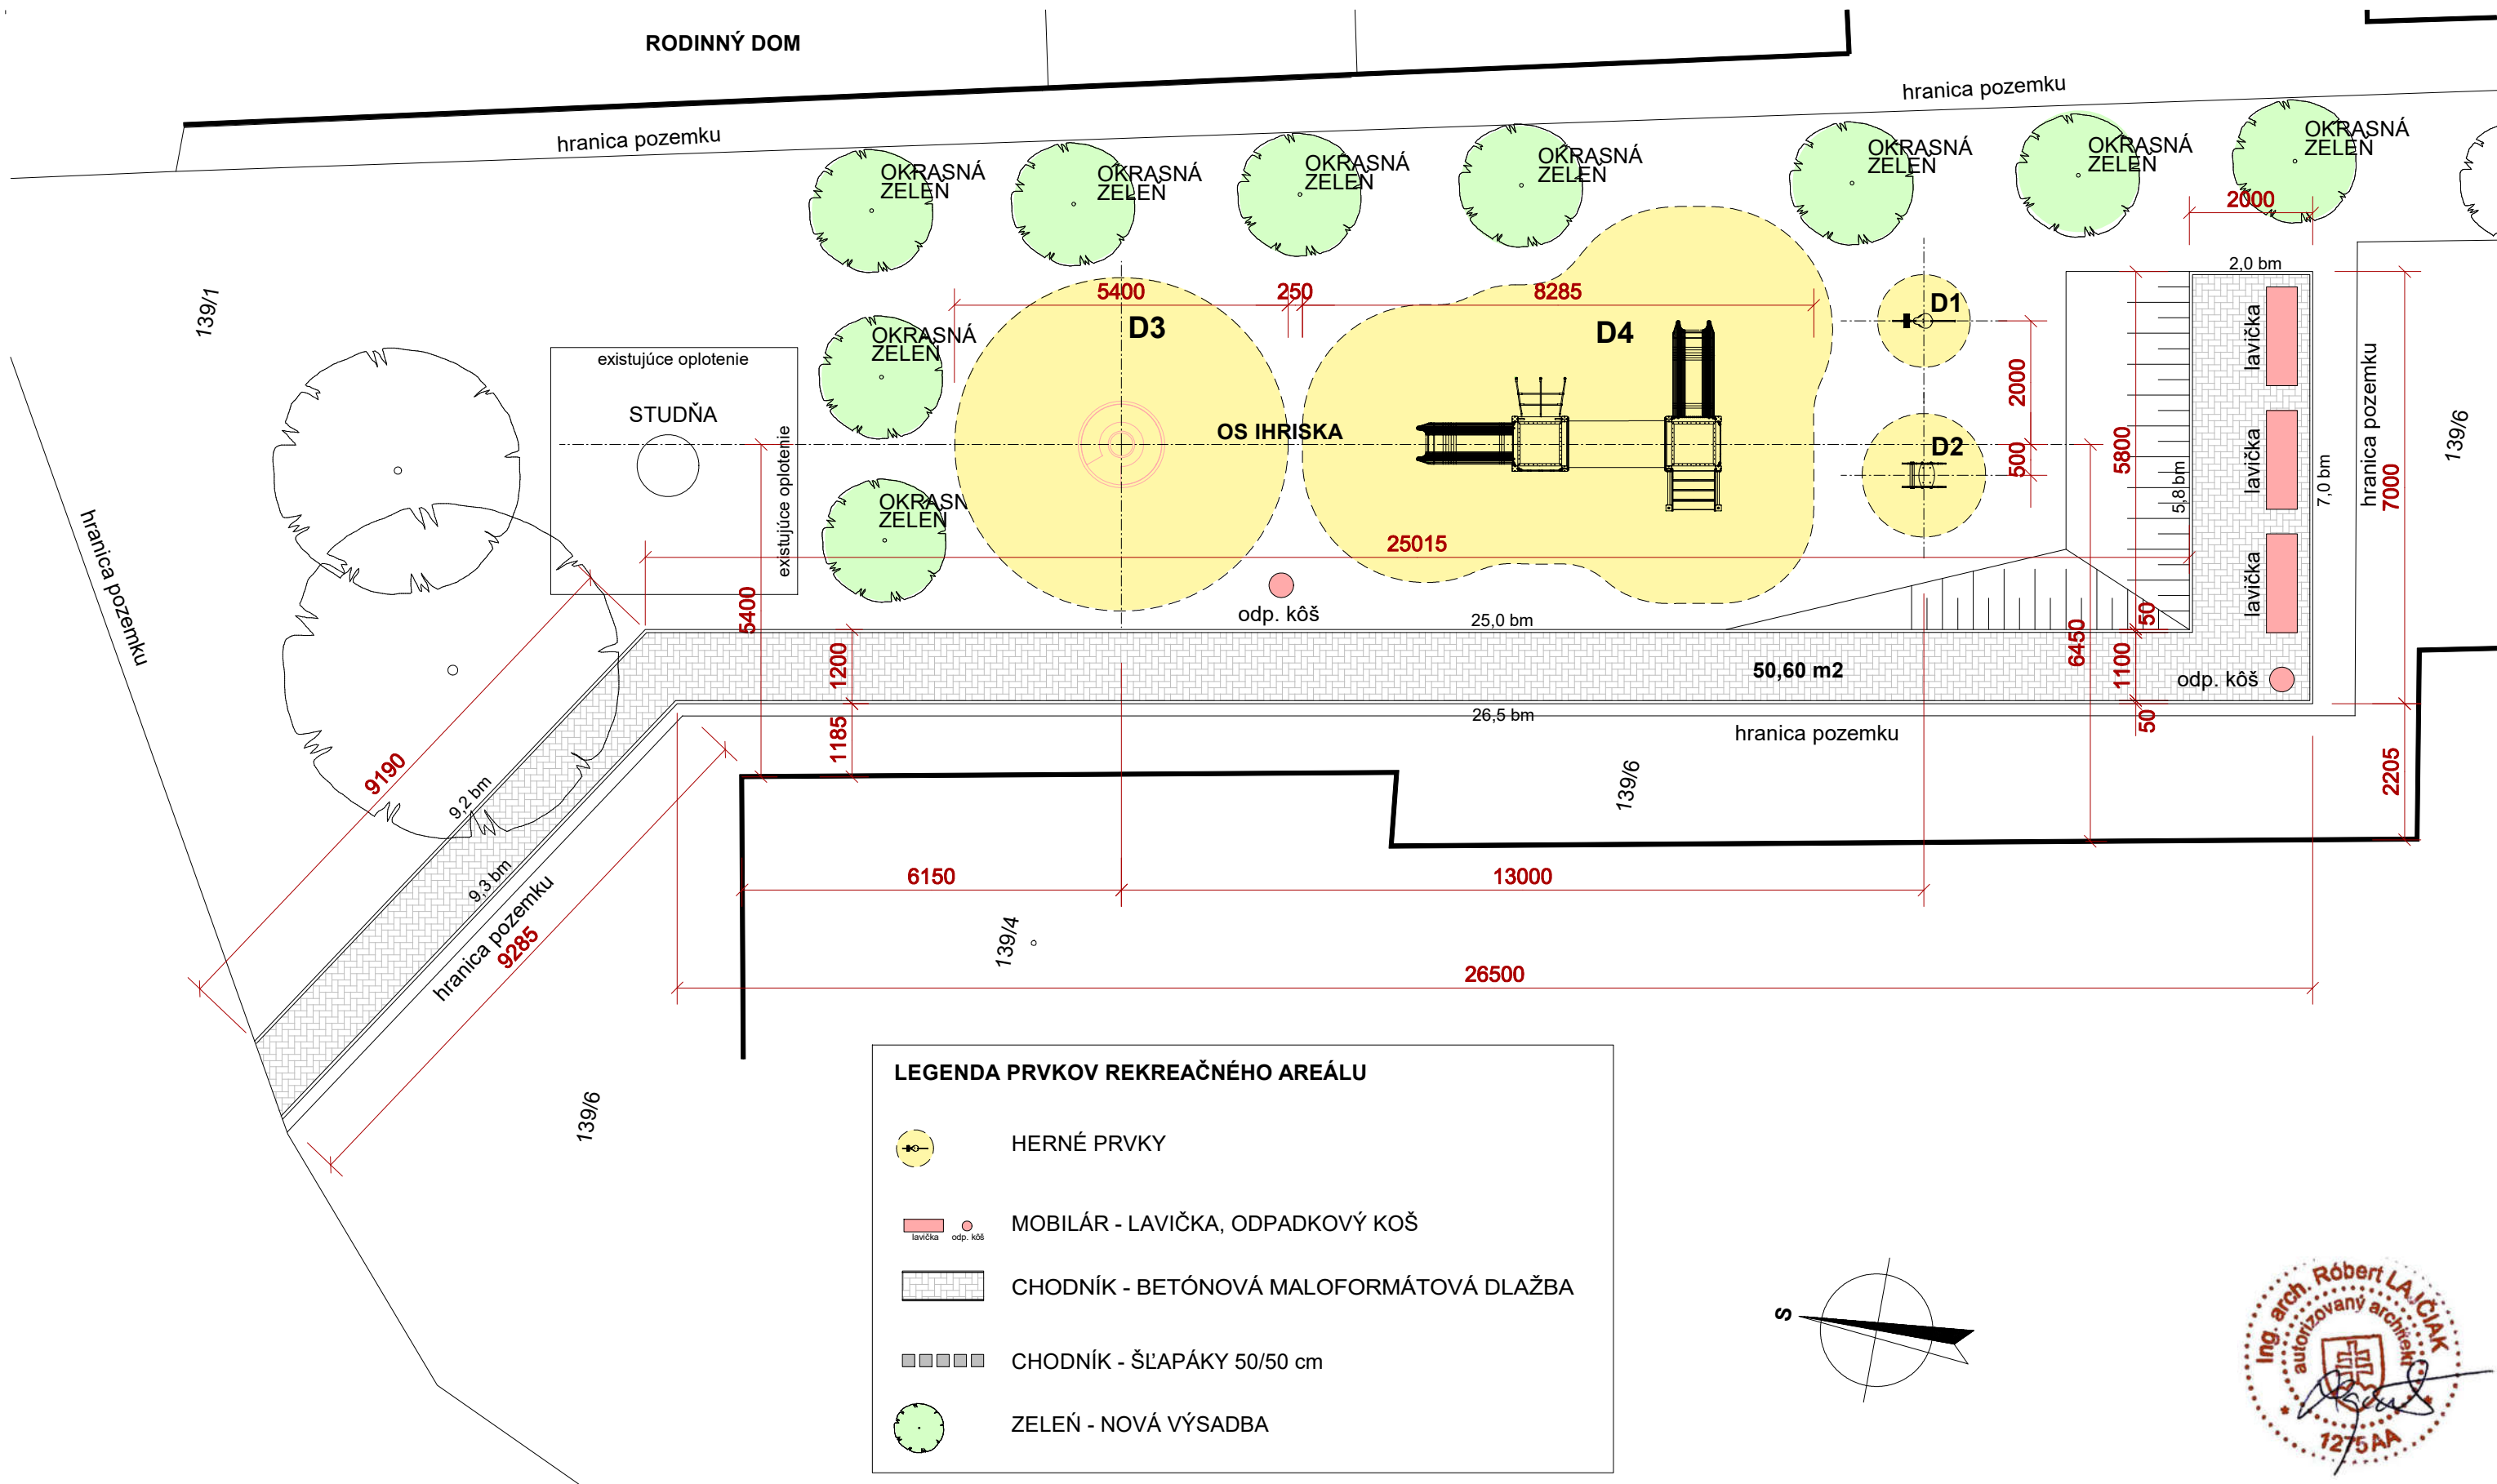 RODINNÝ DOM
hranica pozemku
hranica pozemku
OKRASNÁ
ZELEŇ
OKRASNÁ
ZELEŇ
OKRASNÁ
ZELEŇ
OKRASNÁ
ZELEŇ
OKRASNÁ
ZELEŇ
OKRASNÁ
ZELEŇ
OKRASNÁ
ZELEŇ
2000
2,0 bm
139/1
5400
250
8285
D3
D4
D1
OKRASNÁ
ZELEŇ
existujúce oplotenie
STUDŇA
existujúce oplotenie
OS IHRISKA
D2
2000
500
5800
5,8 bm
lavička
lavička
lavička
7,0 bm
hranica pozemku
7000
139/6
OKRASN
ZELEŇ
25015
hranica pozemku
odp. kôš
25,0 bm
5400
1200
1185
50,60 m2
6450
50
1100
50
odp. kôš
26,5 bm
hranica pozemku
2205
139/6
9190
9,2 bm
9,3 bm
hranica pozemku
9285
6150
13000
139/4
26500
139/6
LEGENDA PRVKOV REKREAČNÉHO AREÁLU
HERNÉ PRVKY
MOBILÁR - LAVIČKA, ODPADKOVÝ KOŠ
lavička
odp. kôš
CHODNÍK - BETÓNOVÁ MALOFORMÁTOVÁ DLAŽBA
CHODNÍK - ŠĽAPÁKY 50/50 cm
ZELEŃ - NOVÁ VÝSADBA
S
Ing. arch. Róbert LAJČIAK
autorizovaný architekt
* 1275 AA *